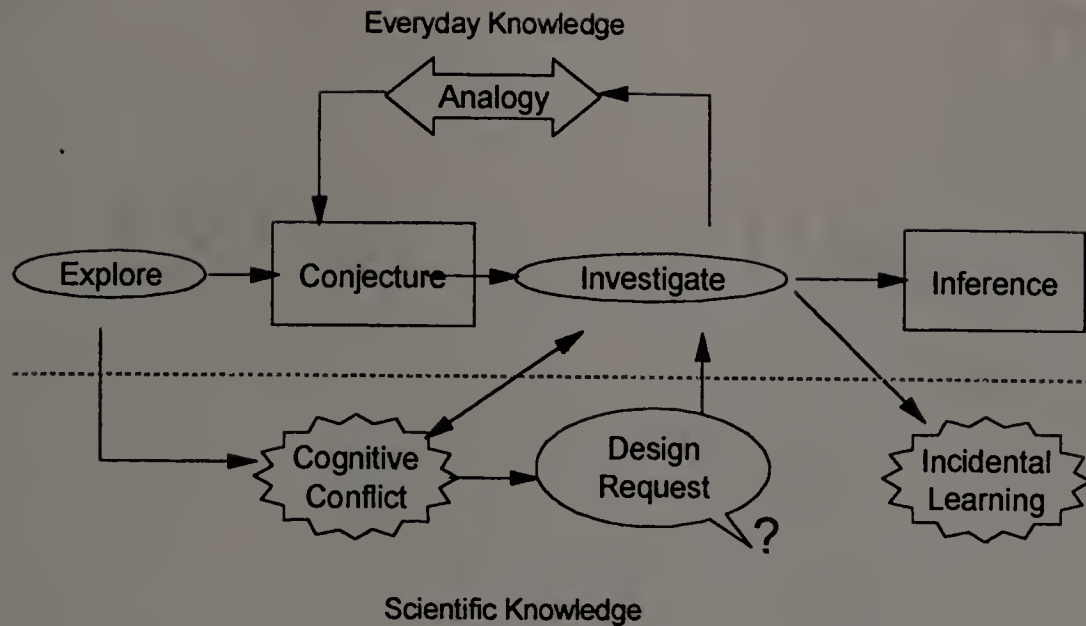 Everyday Knowledge
Analogy
Explore
Conjecture
Investigate
Inference
Cognitive
Conflict
Design
Request
?
Incidental
Learning
Scientific Knowledge